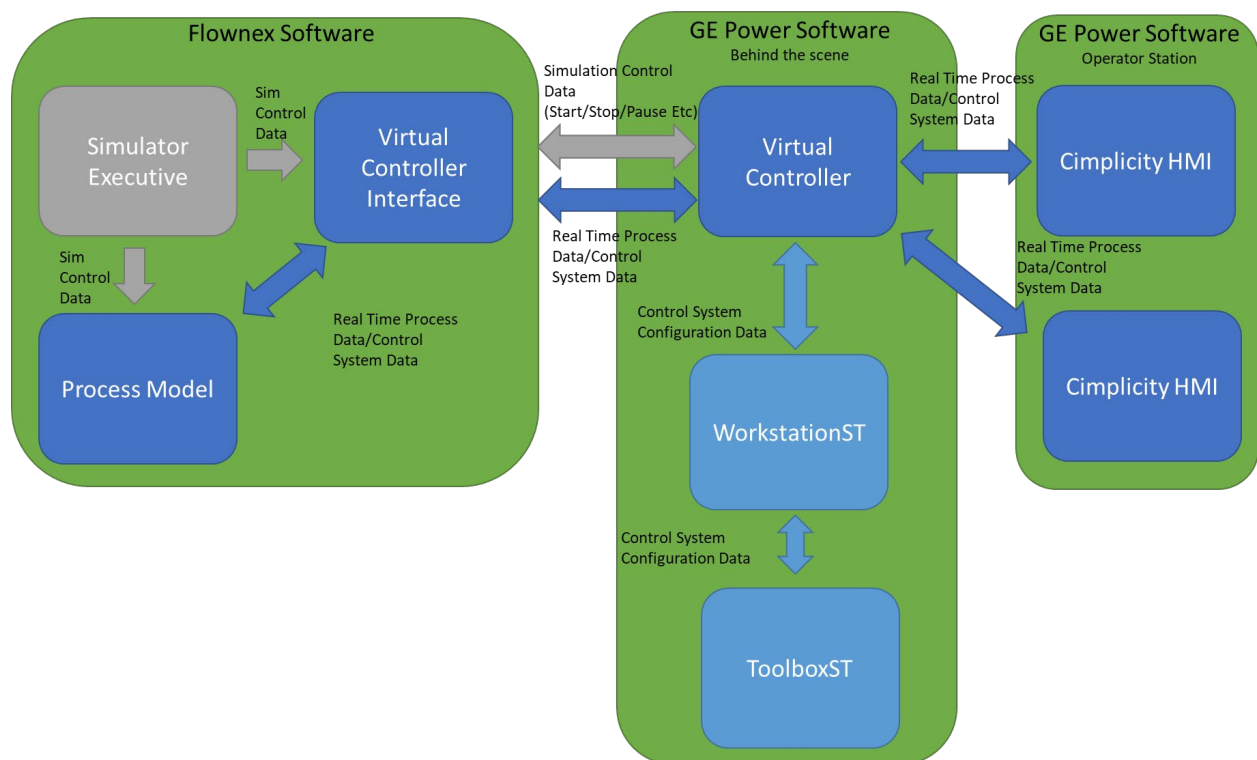 Flownex Software
Sim
Control
Data
Simulator
Executive
Virtual
Controller
Interface
Sim
Control
Data
Process Model
Real Time Process
Data/Control
System Data
Simulation Control
Data
(Start/Stop/Pause Etc)
Real Time Process
Data/Control
System Data
GE Power Software
Behind the scene
Virtual
Controller
Control System
Configuration Data
WorkstationST
Control System
Configuration Data
ToolboxST
Real Time Process
Data/Control
System Data
GE Power Software
Operator Station
Cimplicity HMI
Real Time Process
Data/Control
System Data
Cimplicity HMI